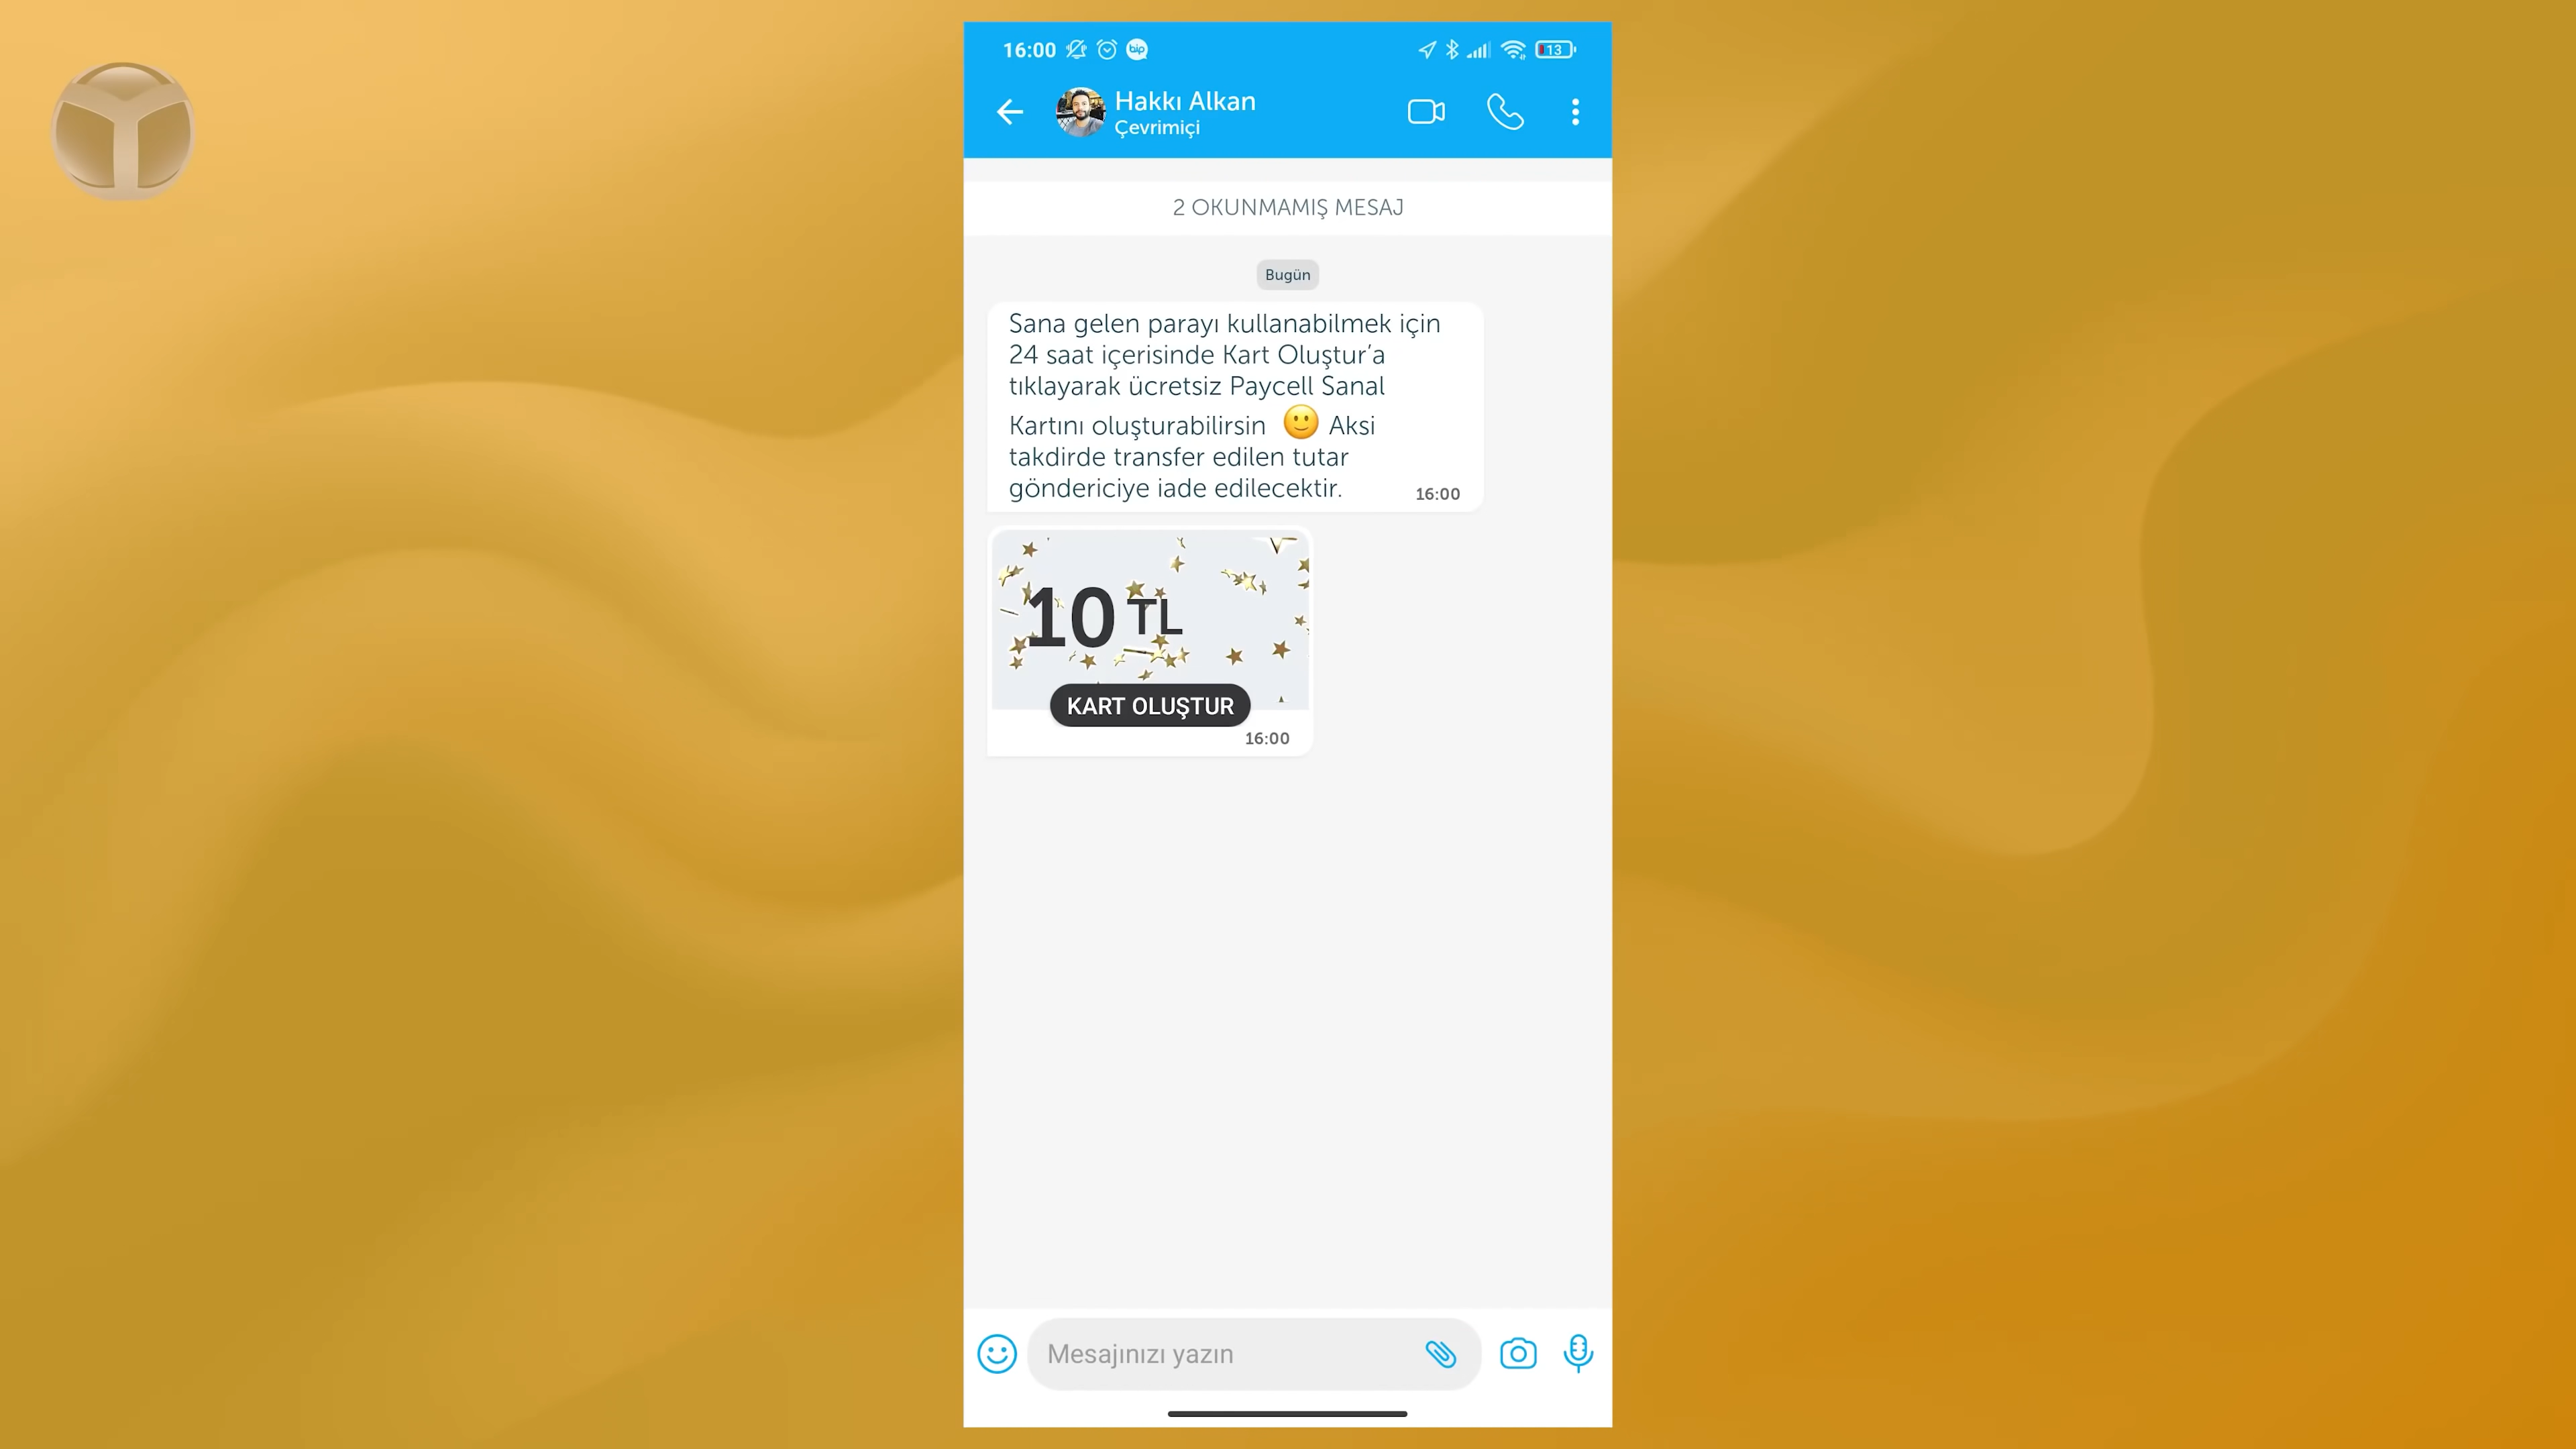 16:00 bip 13
Hakkı Alkan
Çevrimiçi
2 OKUNMAMIŞ MESAJ
Bugün
Sana gelen parayı kullanabilmek için
24 saat içerisinde Kart Oluştur’a
tıklayarak ücretsiz Paycell Sanal
Kartını oluşturabilirsin 🙂 Aksi
takdirde transfer edilen tutar
göndericiye iade edilecektir. 16:00
10 TL
KART OLUŞTUR
16:00
Mesajınızı yazın